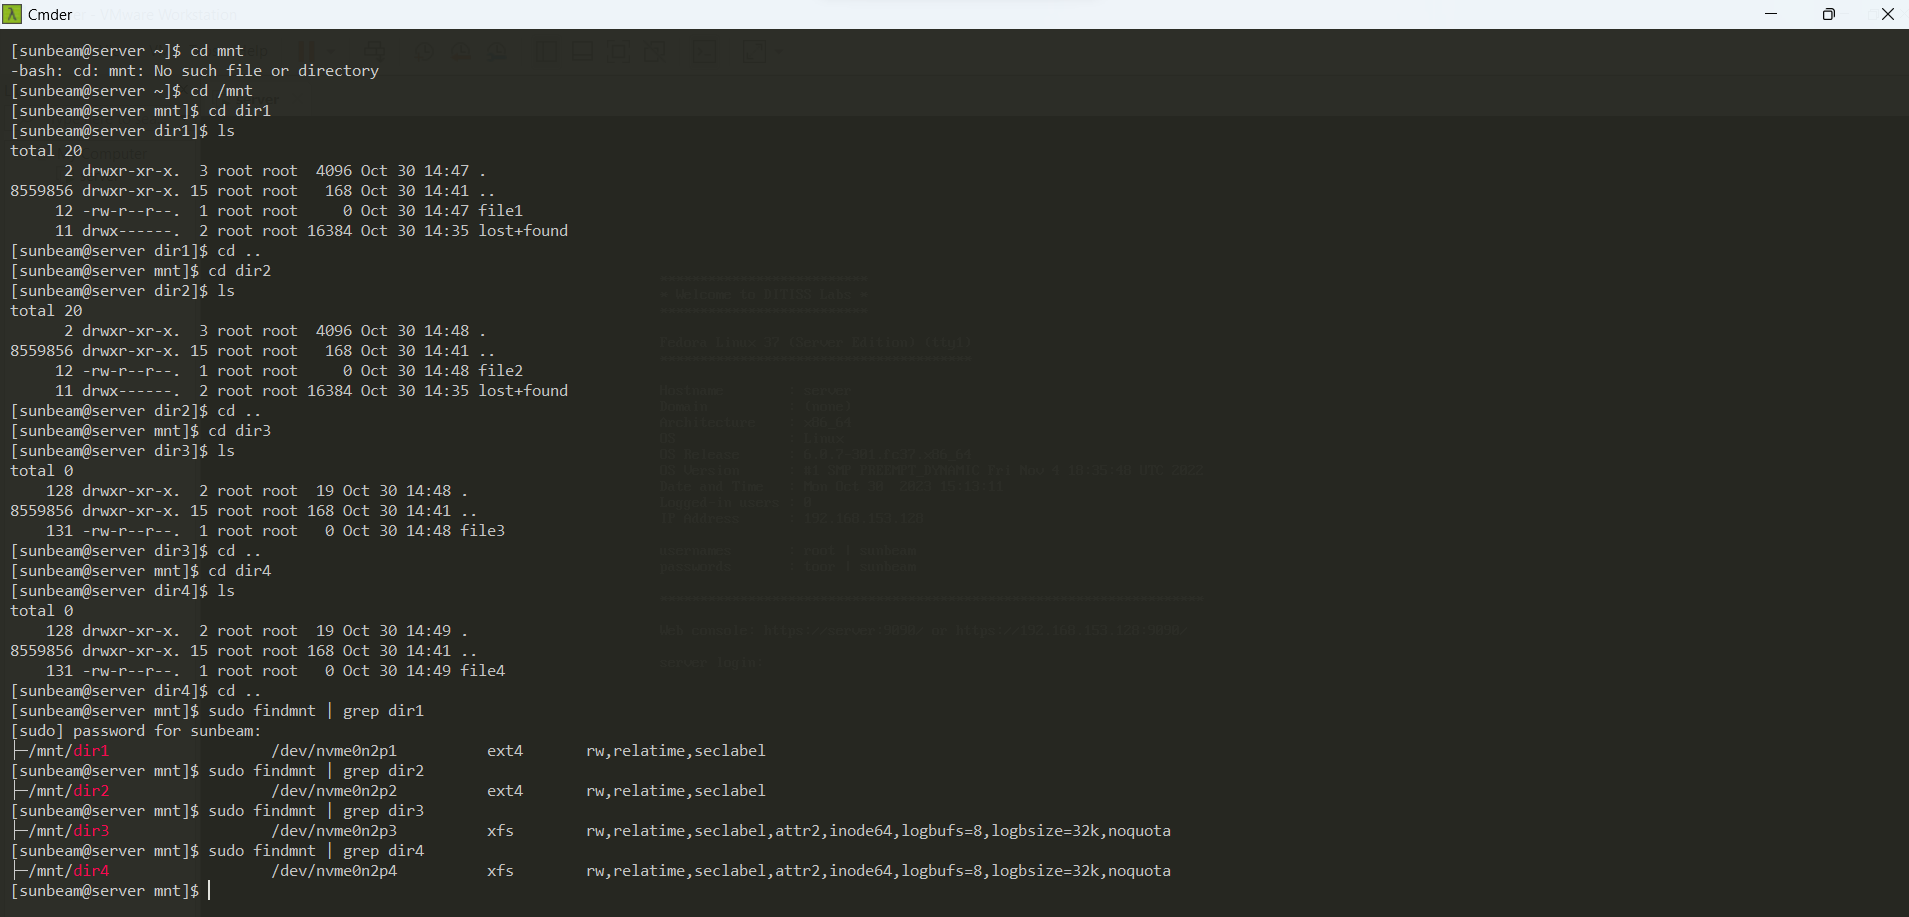 Cmder
[sunbeam@server ~]$ cd mnt
-bash: cd: mnt: No such file or directory
[sunbeam@server ~]$ cd /mnt
[sunbeam@server mnt]$ cd dir1
[sunbeam@server dir1]$ ls
total 20
      2 drwxr-xr-x.  3 root root  4096 Oct 30 14:47 .
8559856 drwxr-xr-x. 15 root root   168 Oct 30 14:41 ..
     12 -rw-r--r--.  1 root root     0 Oct 30 14:47 file1
     11 drwx------.  2 root root 16384 Oct 30 14:35 lost+found
[sunbeam@server dir1]$ cd ..
[sunbeam@server mnt]$ cd dir2
[sunbeam@server dir2]$ ls
total 20
      2 drwxr-xr-x.  3 root root  4096 Oct 30 14:48 .
8559856 drwxr-xr-x. 15 root root   168 Oct 30 14:41 ..
     12 -rw-r--r--.  1 root root     0 Oct 30 14:48 file2
     11 drwx------.  2 root root 16384 Oct 30 14:35 lost+found
[sunbeam@server dir2]$ cd ..
[sunbeam@server mnt]$ cd dir3
[sunbeam@server dir3]$ ls
total 0
    128 drwxr-xr-x.  2 root root  19 Oct 30 14:48 .
8559856 drwxr-xr-x. 15 root root 168 Oct 30 14:41 ..
    131 -rw-r--r--.  1 root root   0 Oct 30 14:48 file3
[sunbeam@server dir3]$ cd ..
[sunbeam@server mnt]$ cd dir4
[sunbeam@server dir4]$ ls
total 0
    128 drwxr-xr-x.  2 root root  19 Oct 30 14:49 .
8559856 drwxr-xr-x. 15 root root 168 Oct 30 14:41 ..
    131 -rw-r--r--.  1 root root   0 Oct 30 14:49 file4
[sunbeam@server dir4]$ cd ..
[sunbeam@server mnt]$ sudo findmnt | grep dir1
[sudo] password for sunbeam:
├─/mnt/dir1                  /dev/nvme0n2p1          ext4       rw,relatime,seclabel
[sunbeam@server mnt]$ sudo findmnt | grep dir2
├─/mnt/dir2                  /dev/nvme0n2p2          ext4       rw,relatime,seclabel
[sunbeam@server mnt]$ sudo findmnt | grep dir3
├─/mnt/dir3                  /dev/nvme0n2p3          xfs        rw,relatime,seclabel,attr2,inode64,logbufs=8,logbsize=32k,noquota
[sunbeam@server mnt]$ sudo findmnt | grep dir4
├─/mnt/dir4                  /dev/nvme0n2p4          xfs        rw,relatime,seclabel,attr2,inode64,logbufs=8,logbsize=32k,noquota
[sunbeam@server mnt]$